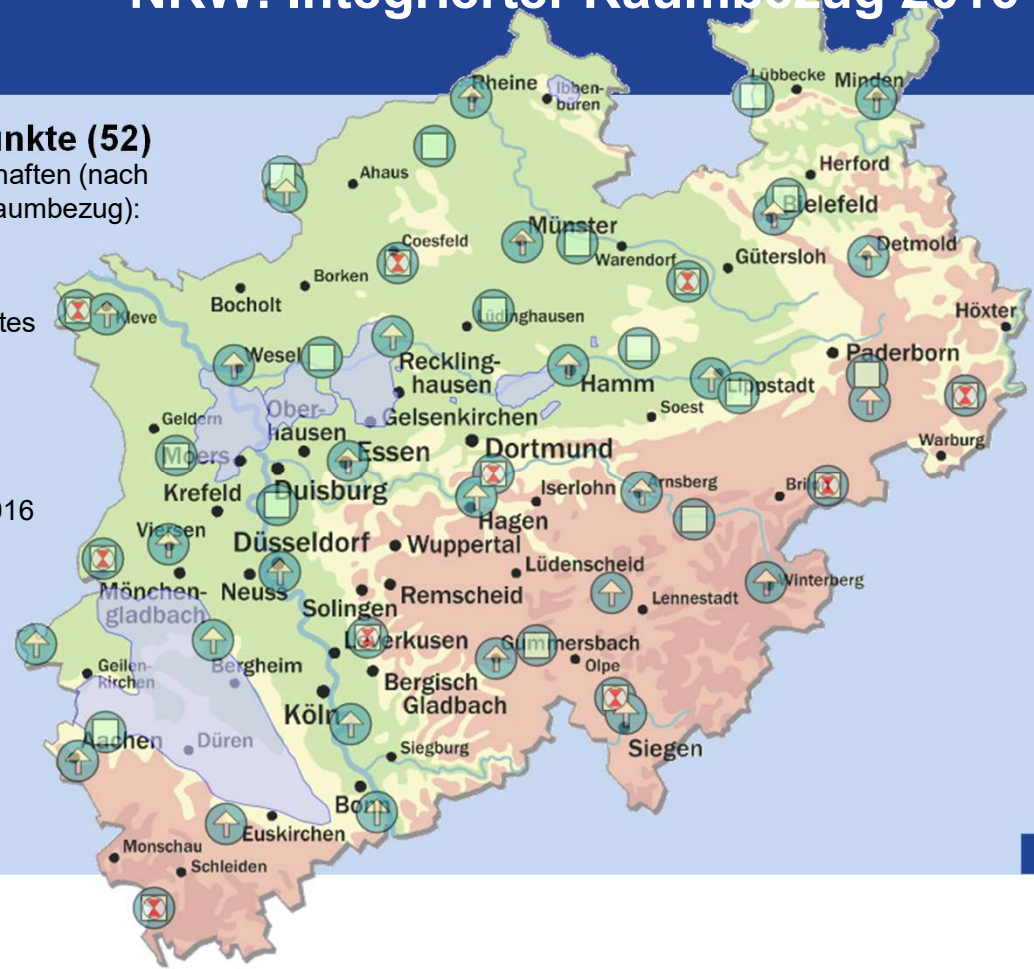 NRW: Integrierter Raumbezug 2016
nkte (52)
haften (nach
aumbezug):
tes
016
Rheine
Ibben-
büren
Lübbecke
Minden
Ahaus
Herford
Bielefeld
Münster
Warendorf
Coesfeld
Gütersloh
Detmold
Borken
Bocholt
Kleve
Lüdinghausen
Höxter
Wesel
Reckling-
hausen
Hamm
Lippstadt
Paderborn
Geldern
Ober-
hausen
Gelsenkirchen
Soest
Warburg
Moers
Essen
Dortmund
Krefeld
Duisburg
Iserlohn
Arnsberg
Brilon
Hagen
Viersen
Düsseldorf
Wuppertal
Lüdenscheid
Winterberg
Mönchen-
gladbach
Neuss
Solingen
Remscheid
Lennestadt
Leverkusen
Gummersbach
Olpe
Geilen-
kirchen
Bergheim
Bergisch
Gladbach
Köln
Siegen
Aachen
Düren
Siegburg
Bonn
Euskirchen
Monschau
Schleiden